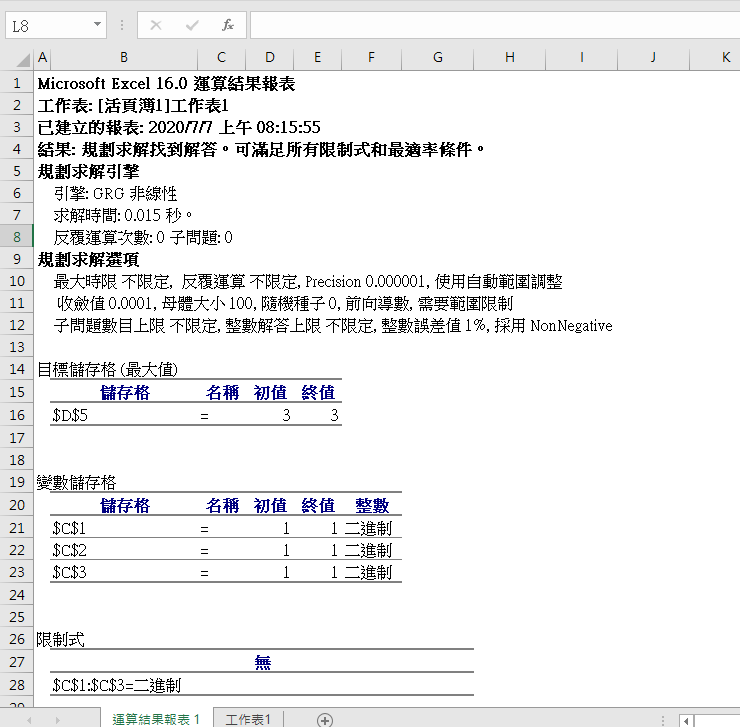 L8
fx
A B C D E F G H I J K
1 Microsoft Excel 16.0 運算結果報表
2 工作表: [活頁簿1]工作表1
3 已建立的報表: 2020/7/7 上午 08:15:55
4 結果: 規劃求解找到解答。可滿足所有限制式和最適率條件。
5 規劃求解引擎
6 引擎: GRG 非線性
7 求解時間: 0.015 秒。
8 反覆運算次數: 0 子問題: 0
9 規劃求解選項
10 最大時限 不限定, 反覆運算 不限定, Precision 0.000001, 使用自動範圍調整
11 收斂值 0.0001, 母體大小 100, 隨機種子 0, 前向導數, 需要範圍限制
12 子問題數目上限 不限定, 整數解答上限 不限定, 整數誤差值 1%, 採用 NonNegative
13
14 目標儲存格 (最大值)
15 儲存格 名稱 初值 終值
16 $D$5 = 3 3
17
18
19 變數儲存格
20 儲存格 名稱 初值 終值 整數
21 $C$1 = 1 1 二進制
22 $C$2 = 1 1 二進制
23 $C$3 = 1 1 二進制
24
25
26 限制式
27 無
28 $C$1:$C$3=二進制
運算結果報表 1 工作表1